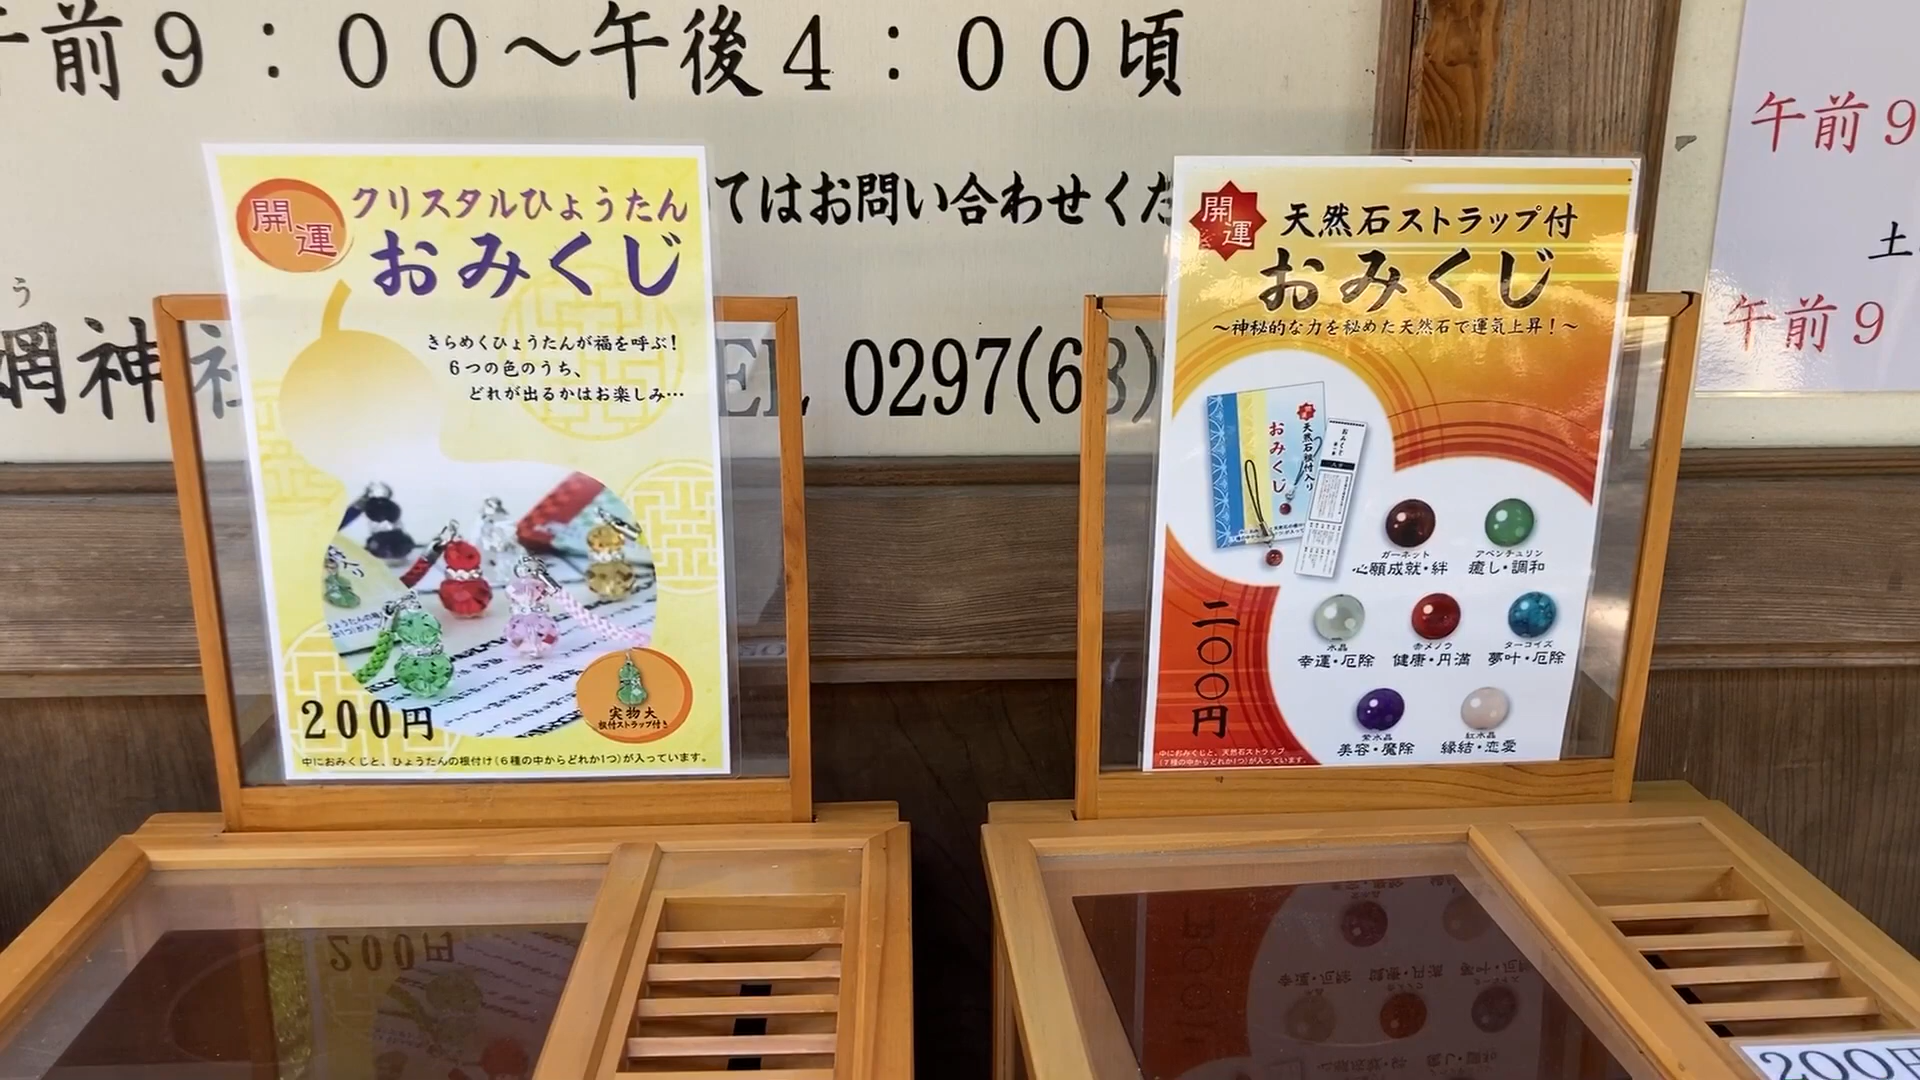 午前９：００～午後４：００頃
てはお問い合わせくだ
う
網神社
TEL 0297(68)
開運
クリスタルひょうたん
おみくじ
きらめくひょうたんが福を呼ぶ！
６つの色のうち、
どれが出るかはお楽しみ…
実物大
根付ストラップ付き
200円
中におみくじと、ひょうたんの根付け(６種の中からどれか1つ)が入っています。
開運
天然石ストラップ付
おみくじ
～神秘的な力を秘めた天然石で運気上昇！～
おみくじ
天然石根付入り
ガーネット
心願成就・絆
アベンチュリン
癒し・調和
水晶
幸運・厄除
赤メノウ
健康・円満
ターコイズ
夢叶・厄除
紫水晶
美容・魔除
紅水晶
縁結・恋愛
二〇〇円
中におみくじと、天然石ストラップ
(７種の中からどれか1つ)が入っています。
午前９
土
午前９
200円
200円